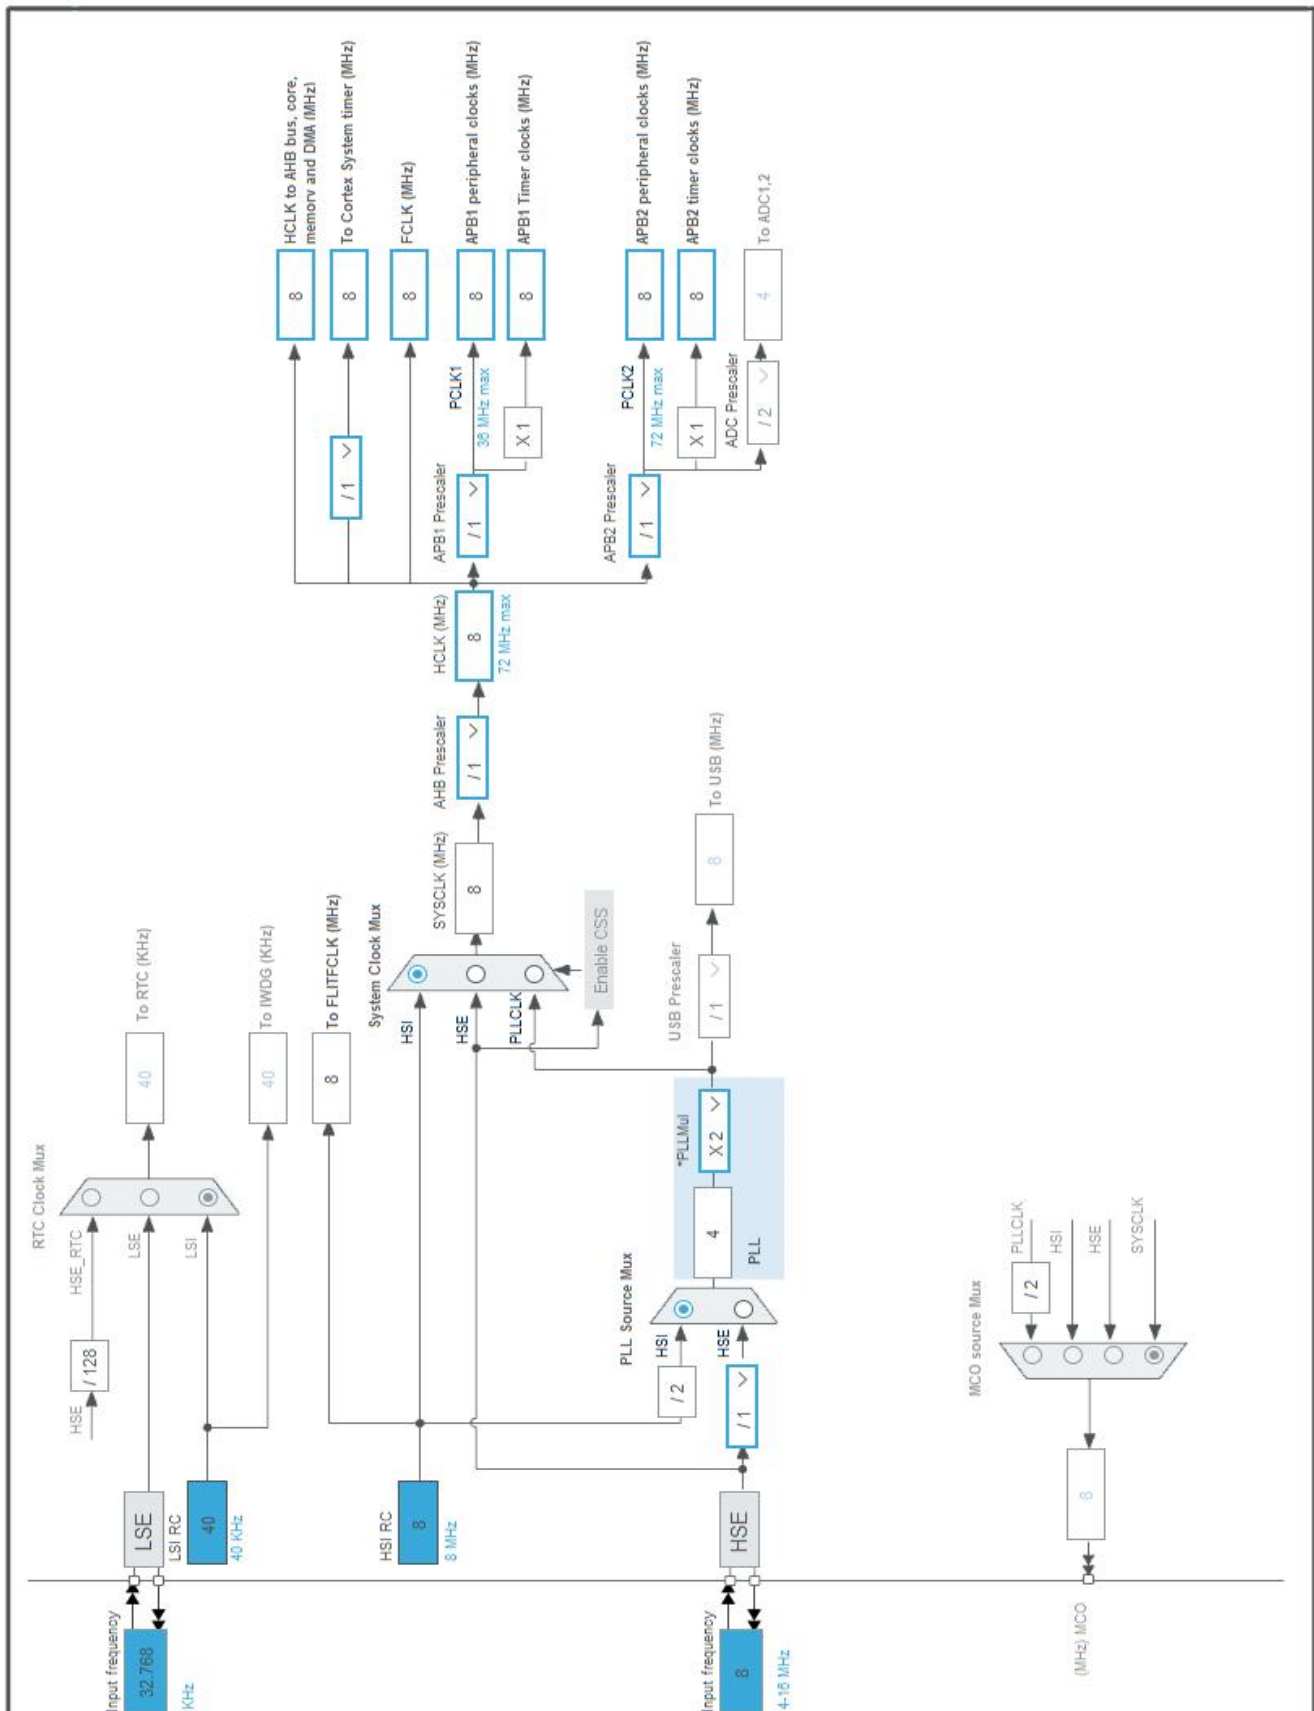 RTC Clock Mux
HSE
/ 128
HSE_RTC
LSE
LSI
40
To RTC (KHz)
Input frequency
32.768
KHz
LSE
LSI RC
40
40 KHz
40
To IWDG (KHz)
8
To FLITFCLK (MHz)
HSI RC
8
8 MHz
System Clock Mux
HSI
HSE
PLLCLK
Enable CSS
SYSCLK (MHz)
8
AHB Prescaler
/ 1
HCLK (MHz)
8
72 MHz max
8
HCLK to AHB bus, core,
memory and DMA (MHz)
/ 1
8
To Cortex System timer (MHz)
8
FCLK (MHz)
APB1 Prescaler
/ 1
PCLK1
36 MHz max
8
APB1 peripheral clocks (MHz)
X 1
8
APB1 Timer clocks (MHz)
APB2 Prescaler
/ 1
PCLK2
72 MHz max
8
APB2 peripheral clocks (MHz)
X 1
8
APB2 timer clocks (MHz)
ADC Prescaler
/ 2
4
To ADC1,2
Input frequency
8
4-16 MHz
HSE
PLL Source Mux
/ 2
HSI
/ 1
HSE
4
*PLLMul
X 2
PLL
USB Prescaler
/ 1
8
To USB (MHz)
MCO source Mux
/ 2
PLLCLK
HSI
HSE
SYSCLK
8
(MHz) MCO